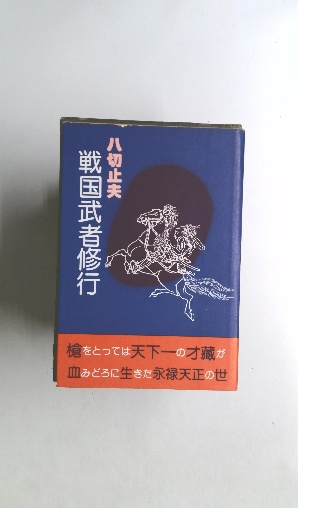 八切止夫
戦国武者修行
槍をとっては天下一の才蔵が
血みどろに生きた永禄天正の世